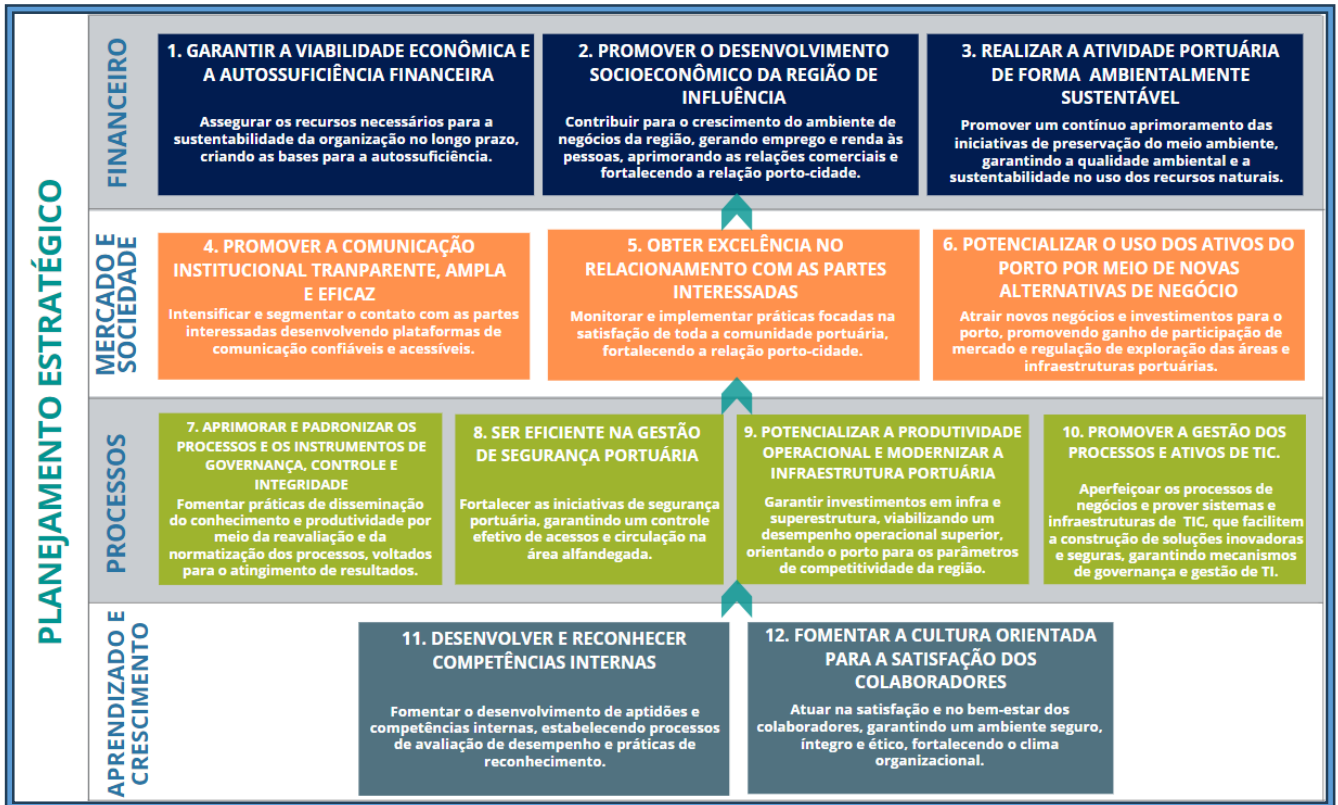 PLANEJAMENTO ESTRATÉGICO
FINANCEIRO
1. GARANTIR A VIABILIDADE ECONÔMICA E
A AUTOSSUFICIÊNCIA FINANCEIRA
Assegurar os recursos necessários para a
sustentabilidade da organização no longo prazo,
criando as bases para a autossuficiência.
2. PROMOVER O DESENVOLVIMENTO
SOCIOECONÔMICO DA REGIÃO DE
INFLUÊNCIA
Contribuir para o crescimento do ambiente de
negócios da região, gerando emprego e renda às
pessoas, aprimorando as relações comerciais e
fortalecendo a relação porto-cidade.
3. REALIZAR A ATIVIDADE PORTUÁRIA
DE FORMA AMBIENTALMENTE
SUSTENTÁVEL
Promover um contínuo aprimoramento das
iniciativas de preservação do meio ambiente,
garantindo a qualidade ambiental e a
sustentabilidade no uso dos recursos naturais.
MERCADO E
SOCIEDADE
4. PROMOVER A COMUNICAÇÃO
INSTITUCIONAL TRANPARENTE, AMPLA
E EFICAZ
Intensificar e segmentar o contato com as partes
interessadas desenvolvendo plataformas de
comunicação confiáveis e acessíveis.
5. OBTER EXCELÊNCIA NO
RELACIONAMENTO COM AS PARTES
INTERESSADAS
Monitorar e implementar práticas focadas na
satisfação de toda a comunidade portuária,
fortalecendo a relação porto-cidade.
6. POTENCIALIZAR O USO DOS ATIVOS DO
PORTO POR MEIO DE NOVAS
ALTERNATIVAS DE NEGÓCIO
Atrair novos negócios e investimentos para o
porto, promovendo ganho de participação de
mercado e regulação de exploração das áreas e
infraestruturas portuárias.
PROCESSOS
7. APRIMORAR E PADRONIZAR OS
PROCESSOS E OS INSTRUMENTOS DE
GOVERNANÇA, CONTROLE E
INTEGRIDADE
Fomentar práticas de disseminação
do conhecimento e produtividade por
meio da reavaliação e da
normatização dos processos, voltados
para o atingimento de resultados.
8. SER EFICIENTE NA GESTÃO
DE SEGURANÇA PORTUÁRIA
Fortalecer as iniciativas de segurança
portuária, garantindo um controle
efetivo de acessos e circulação na
área alfandegada.
9. POTENCIALIZAR A PRODUTIVIDADE
OPERACIONAL E MODERNIZAR A
INFRAESTRUTURA PORTUÁRIA
Garantir investimentos em infra e
superestrutura, viabilizando um
desempenho operacional superior,
orientando o porto para os parâmetros
de competitividade da região.
10. PROMOVER A GESTÃO DOS
PROCESSOS E ATIVOS DE TIC.
Aperfeiçoar os processos de
negócios e prover sistemas e
infraestruturas de TIC, que facilitem
a construção de soluções inovadoras
e seguras, garantindo mecanismos
de governança e gestão de TI.
APRENDIZADO E
CRESCIMENTO
11. DESENVOLVER E RECONHECER
COMPETÊNCIAS INTERNAS
Fomentar o desenvolvimento de aptidões e
competências internas, estabelecendo processos
de avaliação de desempenho e práticas de
reconhecimento.
12. FOMENTAR A CULTURA ORIENTADA
PARA A SATISFAÇÃO DOS
COLABORADORES
Atuar na satisfação e no bem-estar dos
colaboradores, garantindo um ambiente seguro,
íntegro e ético, fortalecendo o clima
organizacional.